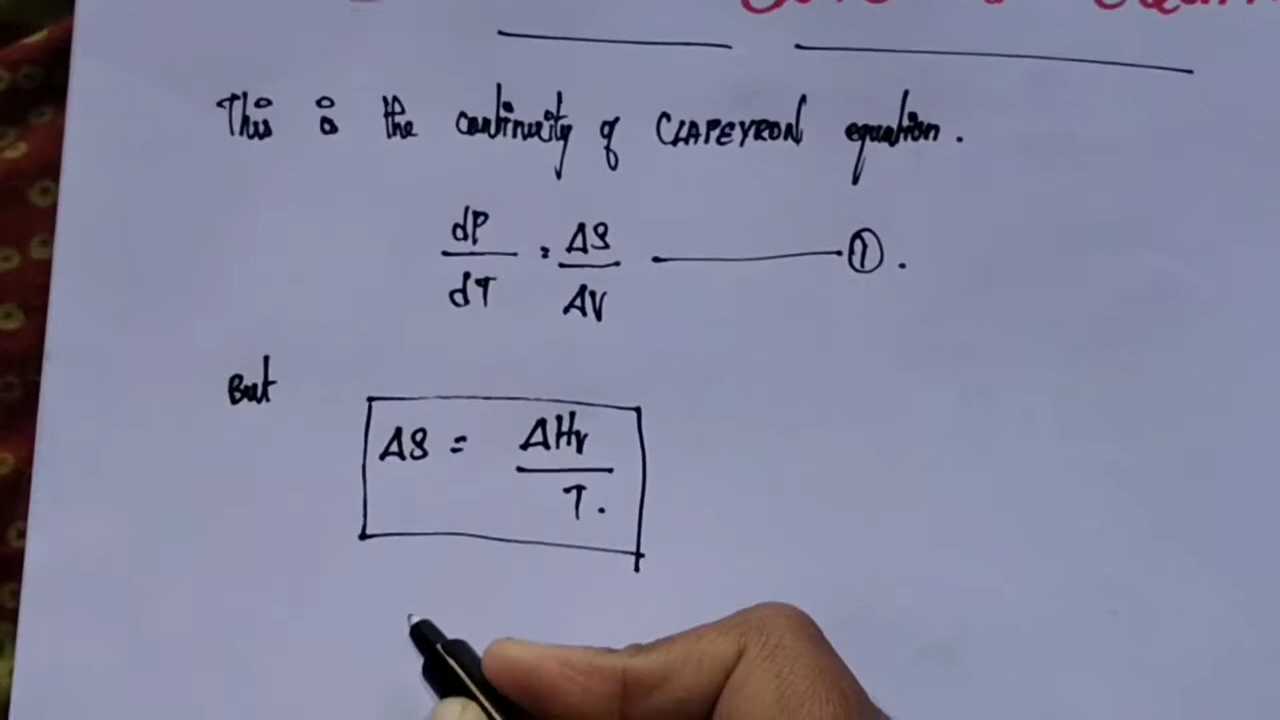 This is the continuity of CLAPEYRON equation.
dP/dT = ΔS/ΔV ——— ①.
But
ΔS = ΔHv/T.